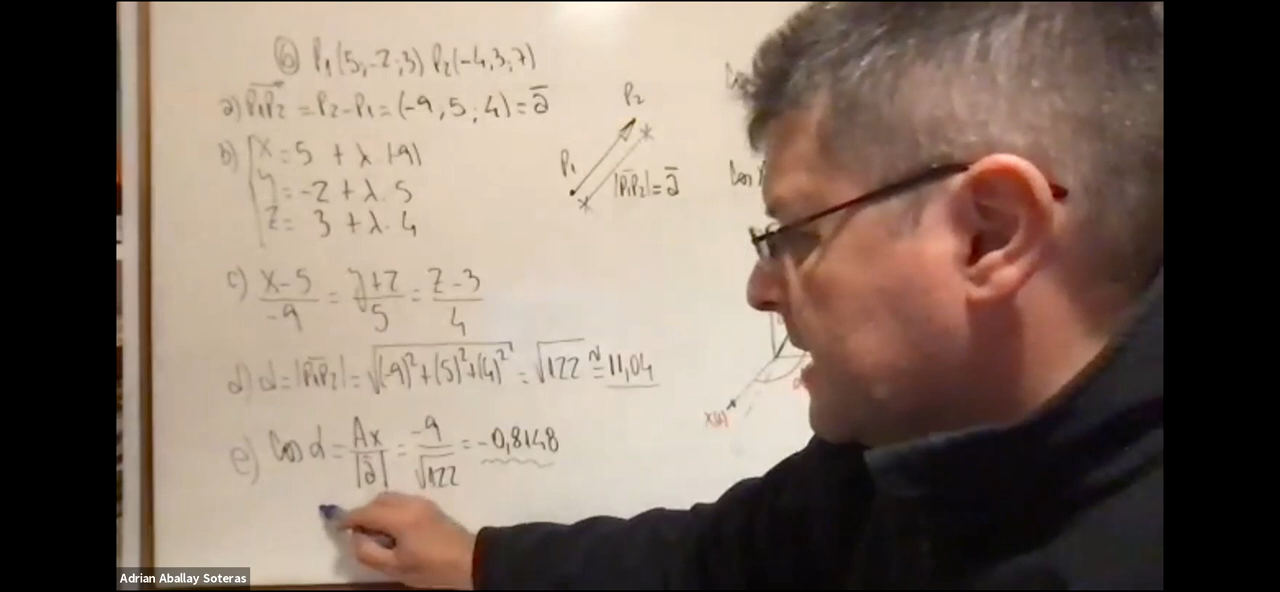 ⑥ P₁(5,-2,3) P₂(-4,3,7)
a) P₁P₂ = P₂-P₁ = (-9, 5, 4) = a
P₂
P₁
|P₁P₂| = a
b) x = 5 + λ.(-9)
y = -2 + λ.5
z = 3 + λ.4
Cos
c) x-5/-9 = y+2/5 = z-3/4
d) d = |P₁P₂| = √(-9)²+(5)²+(4)² = √122 ≅ 11,04
e) Cos α = Ax/|a| = -9/√122 = -0,8148
Adrian Aballay Soteras